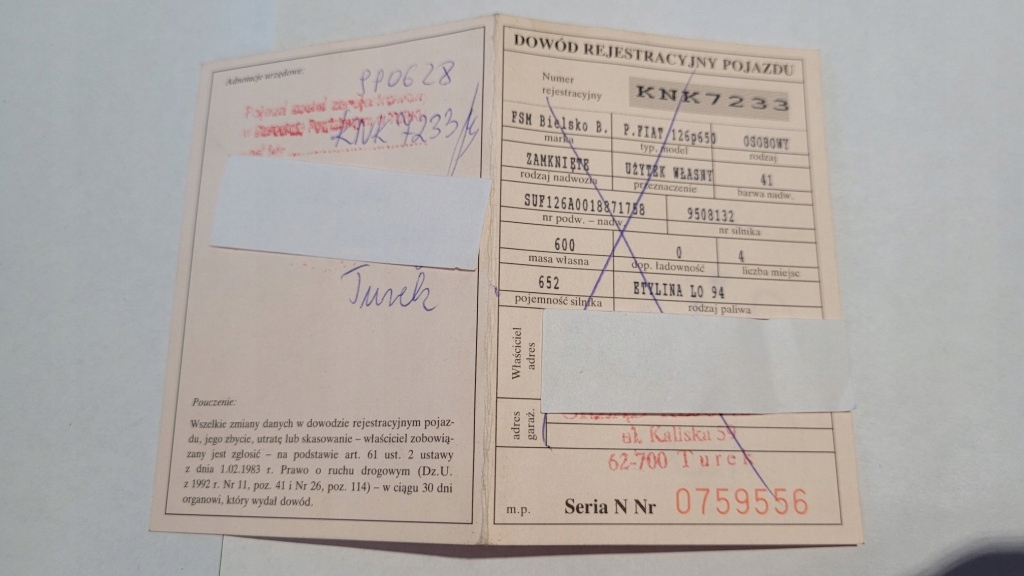 Adnotacje urzędowe:
990628
Pojazd został zarejestrowany
w Starostwie Powiatowym
KNK 7233
Turek
Pouczenie:
Wszelkie zmiany danych w dowodzie rejestracyjnym pojaz-
du, jego zbycie, utratę lub skasowanie – właściciel zobowią-
zany jest zgłosić – na podstawie art. 61 ust. 2 ustawy
z dnia 1.02.1983 r. Prawo o ruchu drogowym (Dz.U.
z 1992 r. Nr 11, poz. 41 i Nr 26, poz. 114) – w ciągu 30 dni
organowi, który wydał dowód.
DOWÓD REJESTRACYJNY POJAZDU
Numer
rejestracyjny
KNK7233
FSM Bielsko B. P.FIAT 126p650 OSOBOWY
marka typ, model rodzaj
ZAMKNIĘTE UŻYTEK WŁASNY 41
rodzaj nadwozia przeznaczenie barwa nadw.
SUF126A0018871758 9508132
nr podw. – nadw. nr silnika
600 0 4
masa własna dop. ładowność liczba miejsc
652 ETYLINA LO 94
pojemność silnika rodzaj paliwa
Właściciel
adres
adres
garaż.
ul. Kaliska 59
62-700 Turek
m.p. Seria N Nr 0759556